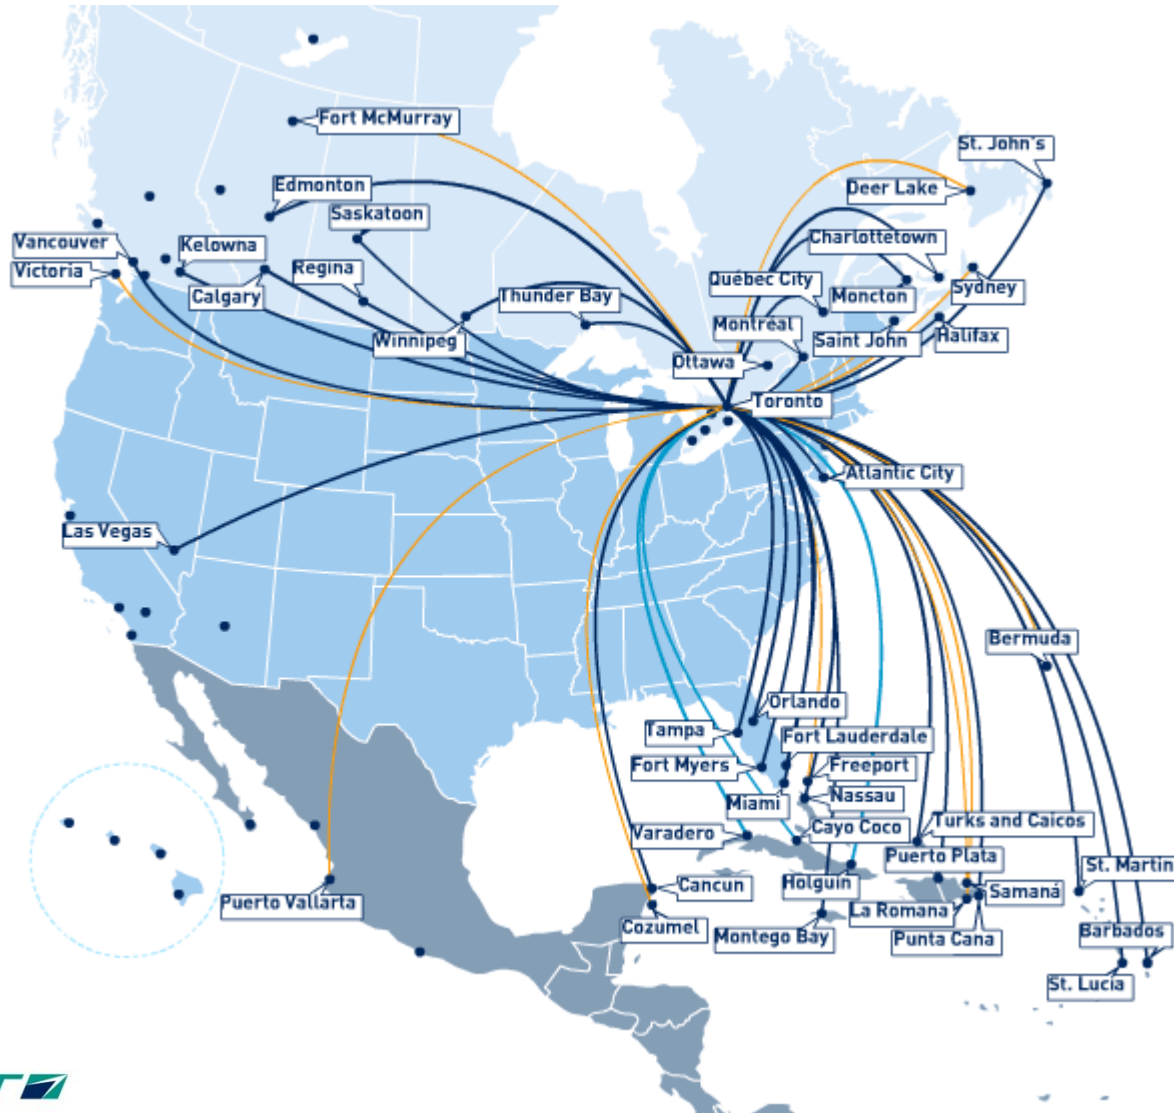 Fort McMurray
St. John's
Edmonton
Deer Lake
Saskatoon
Vancouver
Kelowna
Charlottetown
Victoria
Regina
Québec City
Calgary
Thunder Bay
Moncton
Sydney
Winnipeg
Montréal
Saint John
Halifax
Ottawa
Toronto
Atlantic City
Las Vegas
Bermuda
Orlando
Tampa
Fort Lauderdale
Fort Myers
Freeport
Miami
Nassau
Varadero
Cayo Coco
Turks and Caicos
Puerto Plata
St. Martin
Cancun
Holguin
Samaná
Puerto Vallarta
La Romana
Cozumel
Montego Bay
Punta Cana
Barbados
St. Lucia